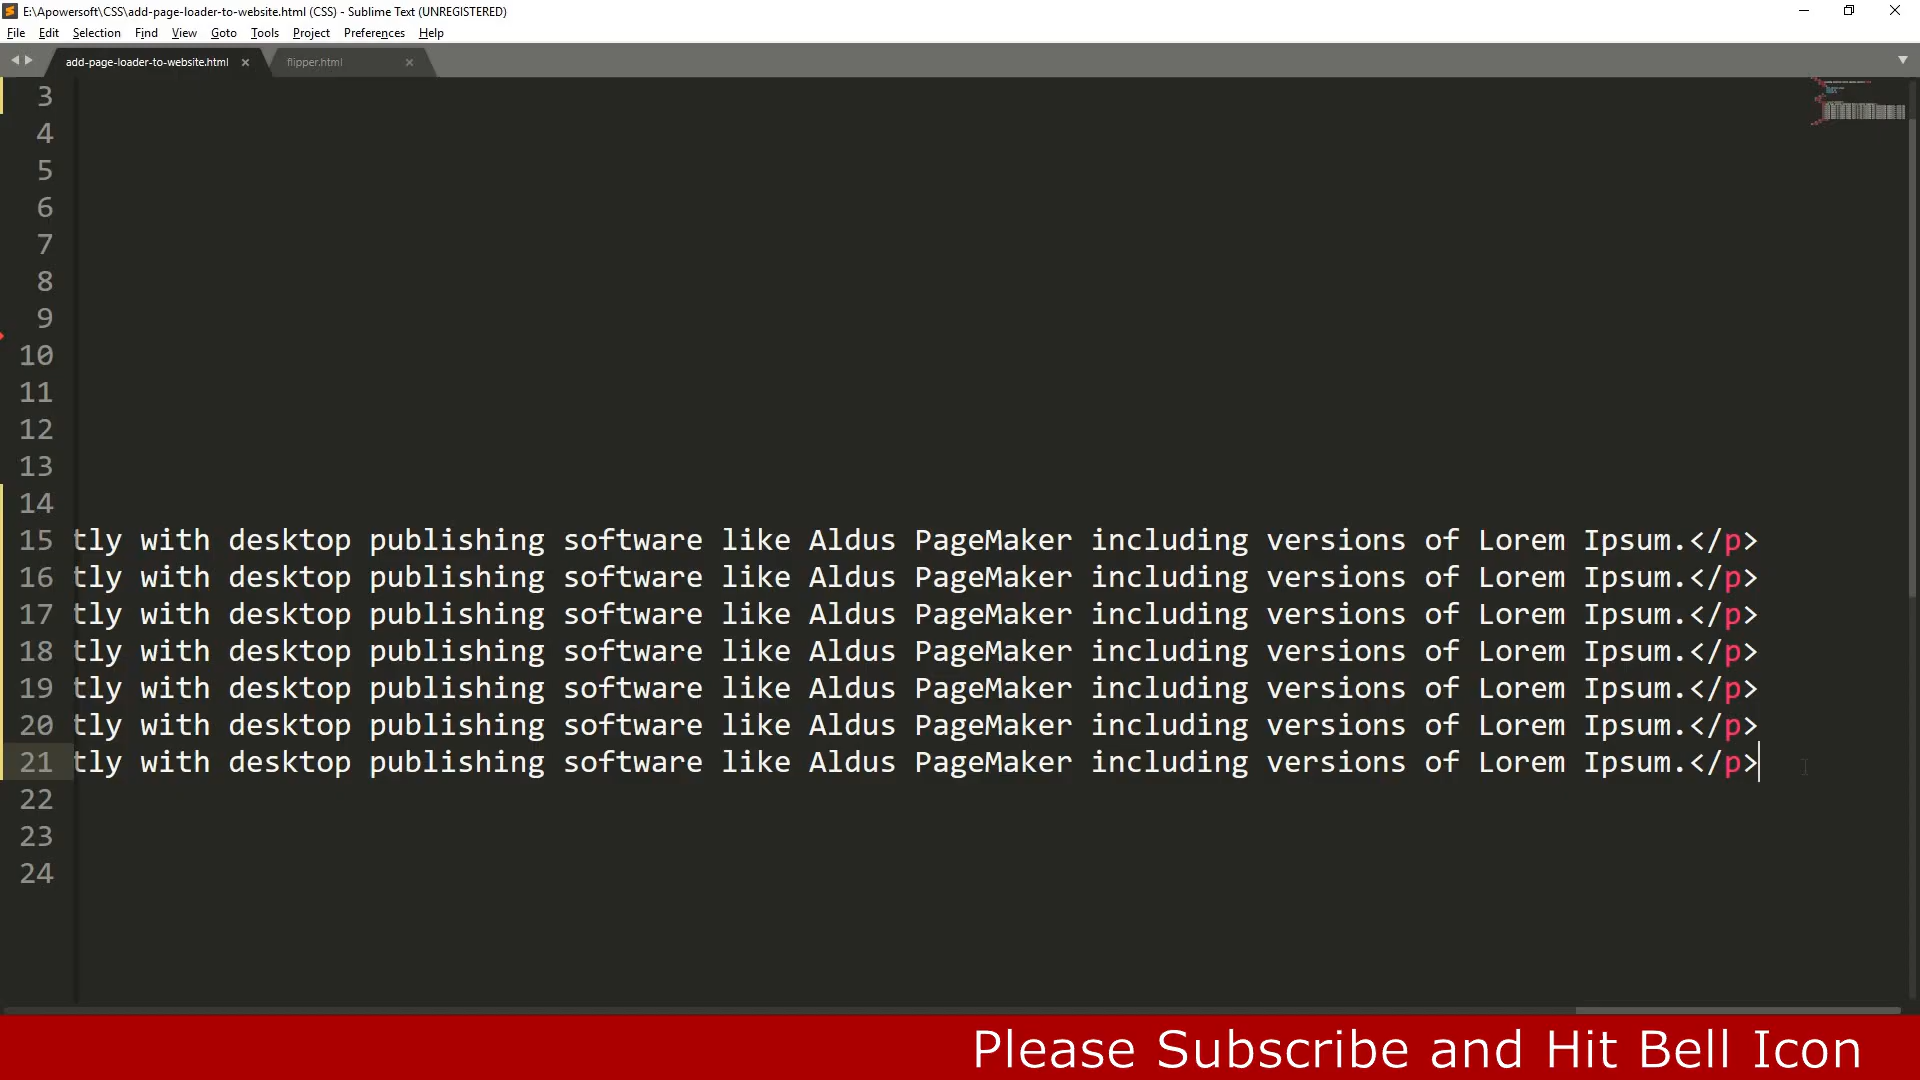 E:\Apowersoft\CSS\add-page-loader-to-website.html (CSS) - Sublime Text (UNREGISTERED)
File Edit Selection Find View Goto Tools Project Preferences Help
add-page-loader-to-website.html flipper.html
3
4
5
6
7
8
9
10
11
12
13
14
15 tly with desktop publishing software like Aldus PageMaker including versions of Lorem Ipsum.</p>
16 tly with desktop publishing software like Aldus PageMaker including versions of Lorem Ipsum.</p>
17 tly with desktop publishing software like Aldus PageMaker including versions of Lorem Ipsum.</p>
18 tly with desktop publishing software like Aldus PageMaker including versions of Lorem Ipsum.</p>
19 tly with desktop publishing software like Aldus PageMaker including versions of Lorem Ipsum.</p>
20 tly with desktop publishing software like Aldus PageMaker including versions of Lorem Ipsum.</p>
21 tly with desktop publishing software like Aldus PageMaker including versions of Lorem Ipsum.</p>
22
23
24
Please Subscribe and Hit Bell Icon